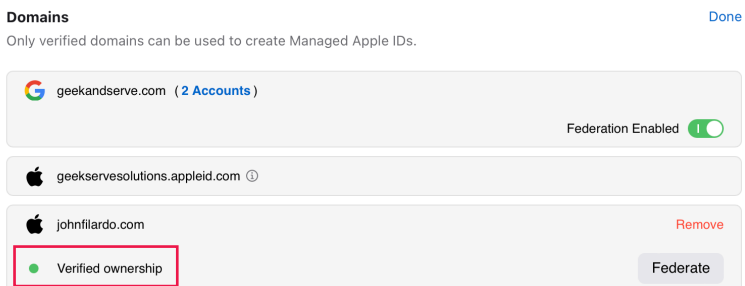 Domains Done
Only verified domains can be used to create Managed Apple IDs.
geekandserve.com (2 Accounts)
Federation Enabled
geekservesolutions.appleid.com
johnfilardo.com Remove
Verified ownership Federate